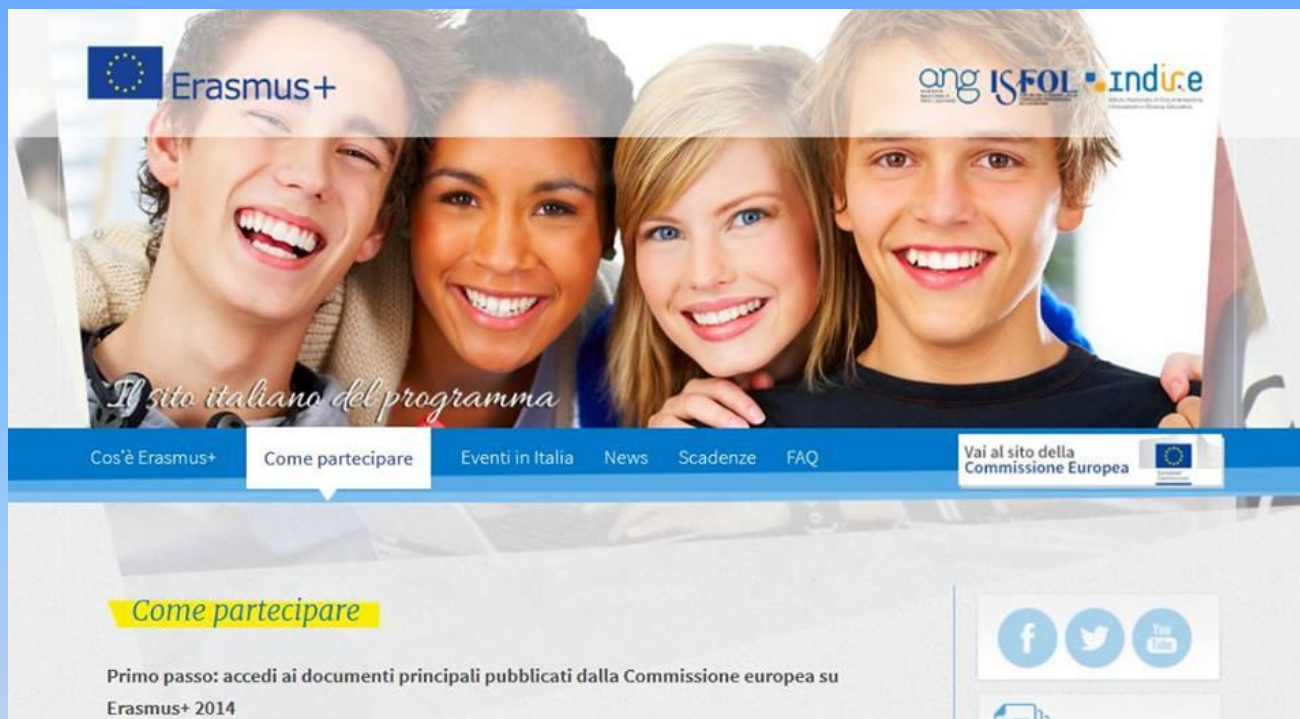 Erasmus+
ang ISFOL indire
Il sito italiano del programma
Cos'è Erasmus+
Come partecipare
Eventi in Italia
News
Scadenze
FAQ
Vai al sito della
Commissione Europea
Come partecipare
You
Tube
Primo passo: accedi ai documenti principali pubblicati dalla Commissione europea su
Erasmus+ 2014